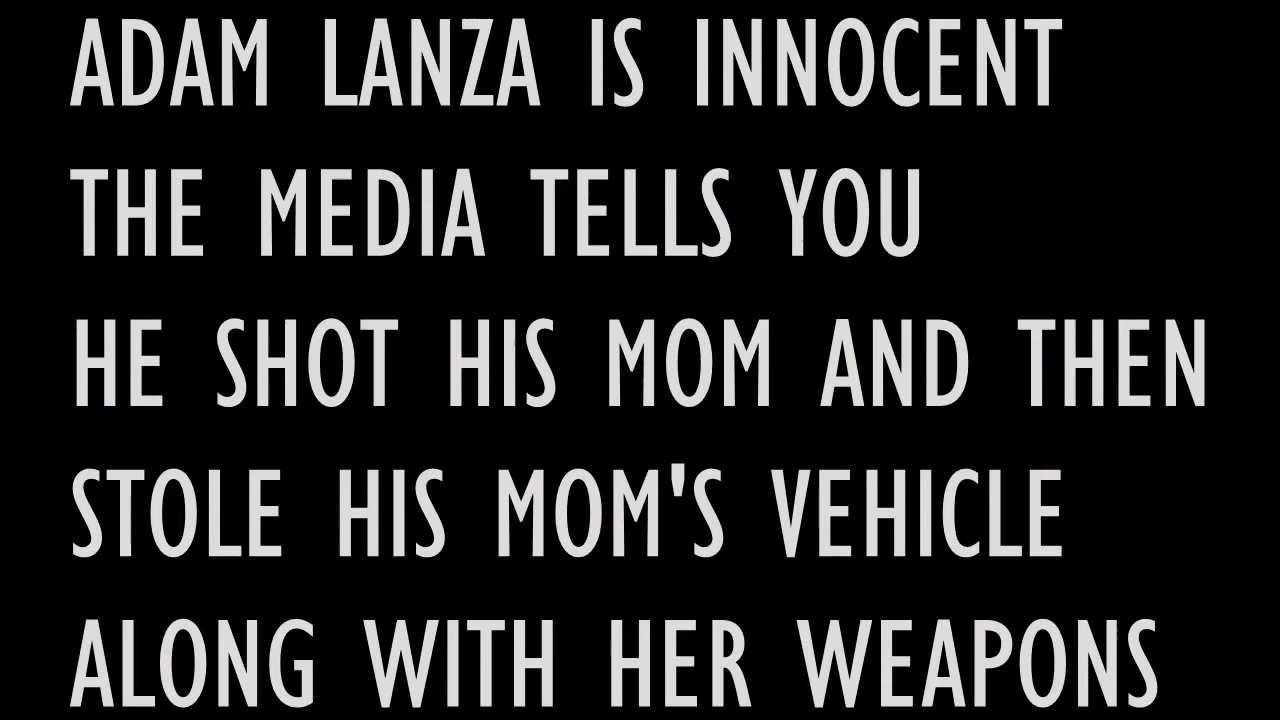 ADAM LANZA IS INNOCENT
THE MEDIA TELLS YOU
HE SHOT HIS MOM AND THEN
STOLE HIS MOM'S VEHICLE
ALONG WITH HER WEAPONS